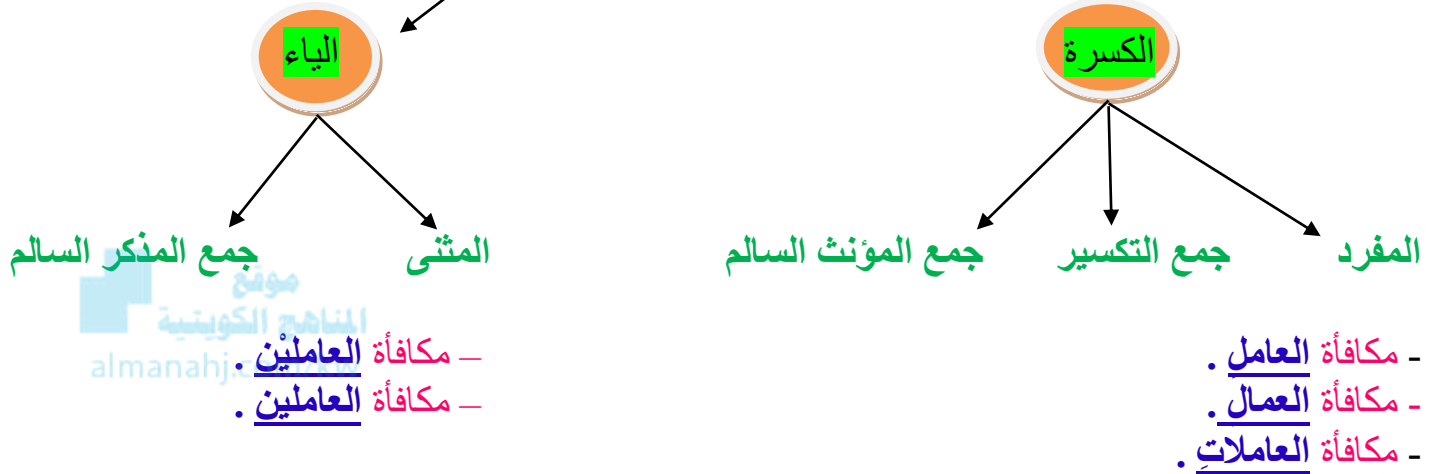 الكسرة
الياء
المفرد جمع التكسير جمع المؤنث السالم
المثنى جمع المذكر السالم
- مكافأة العاملِ .
- مكافأة العمالِ .
- مكافأة العاملاتِ .
– مكافأة العامليْن .
– مكافأة العاملين .
موقع
المناهج الكويتية
almanahj.com/kw